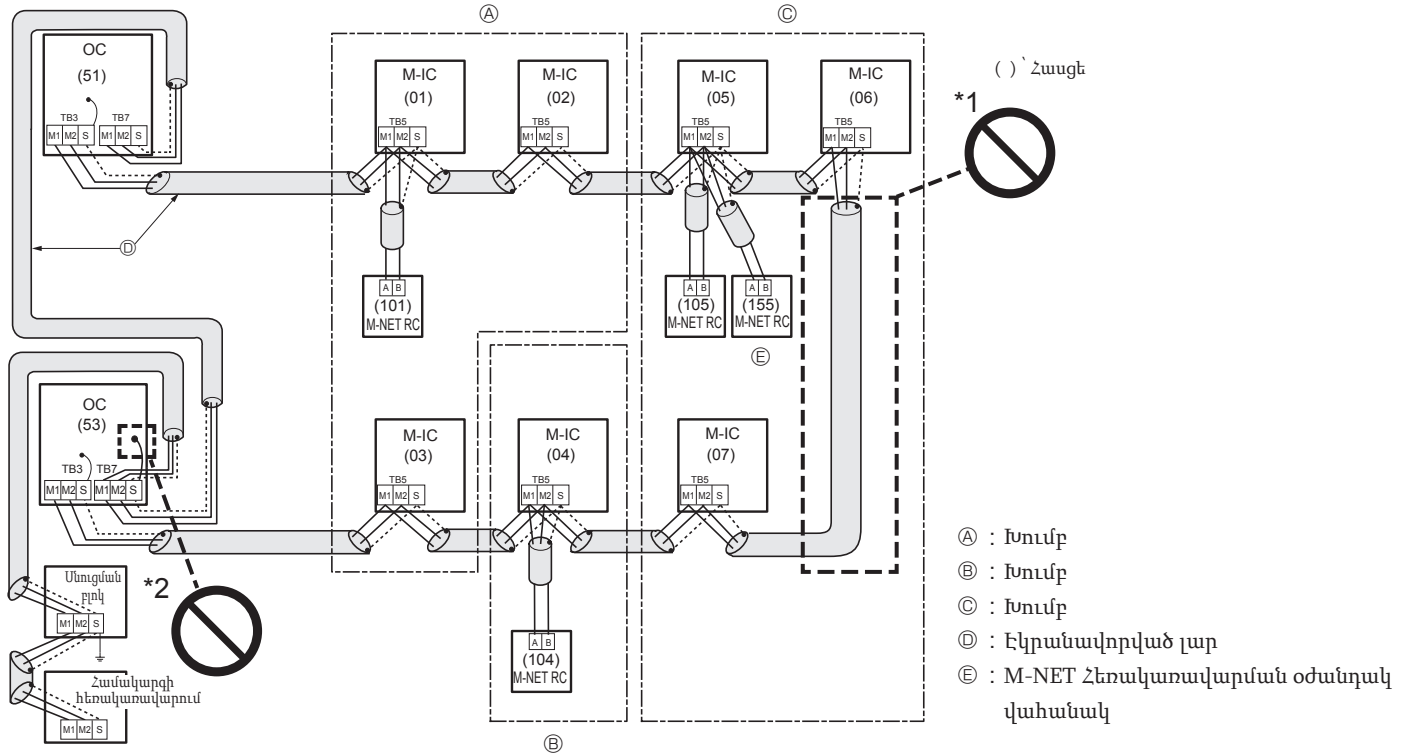 Ⓐ
Ⓒ
OC
(51)
TB3 TB7
M1 M2 S M1 M2 S
M-IC
(01)
TB5
M1 M2 S
M-IC
(02)
TB5
M1 M2 S
M-IC
(05)
TB5
M1 M2 S
M-IC
(06)
TB5
M1 M2 S
( ) ՝ Հասցե
*1
Ⓓ
A B
(101)
M-NET RC
A B
(105)
M-NET RC
A B
(155)
M-NET RC
Ⓔ
OC
(53)
TB3 TB7
M1 M2 S M1 M2 S
M-IC
(03)
TB5
M1 M2 S
M-IC
(04)
TB5
M1 M2 S
M-IC
(07)
TB5
M1 M2 S
*2
Սնուցման
բլոկ
M1 M2 S
Համակարգի
հեռակառավարում
M1 M2 S
A B
(104)
M-NET RC
Ⓑ
Ⓐ : Խումբ
Ⓑ : Խումբ
Ⓒ : Խումբ
Ⓓ : Էկրանավորված լար
Ⓔ : M-NET Հեռակառավարման օժանդակ
վահանակ